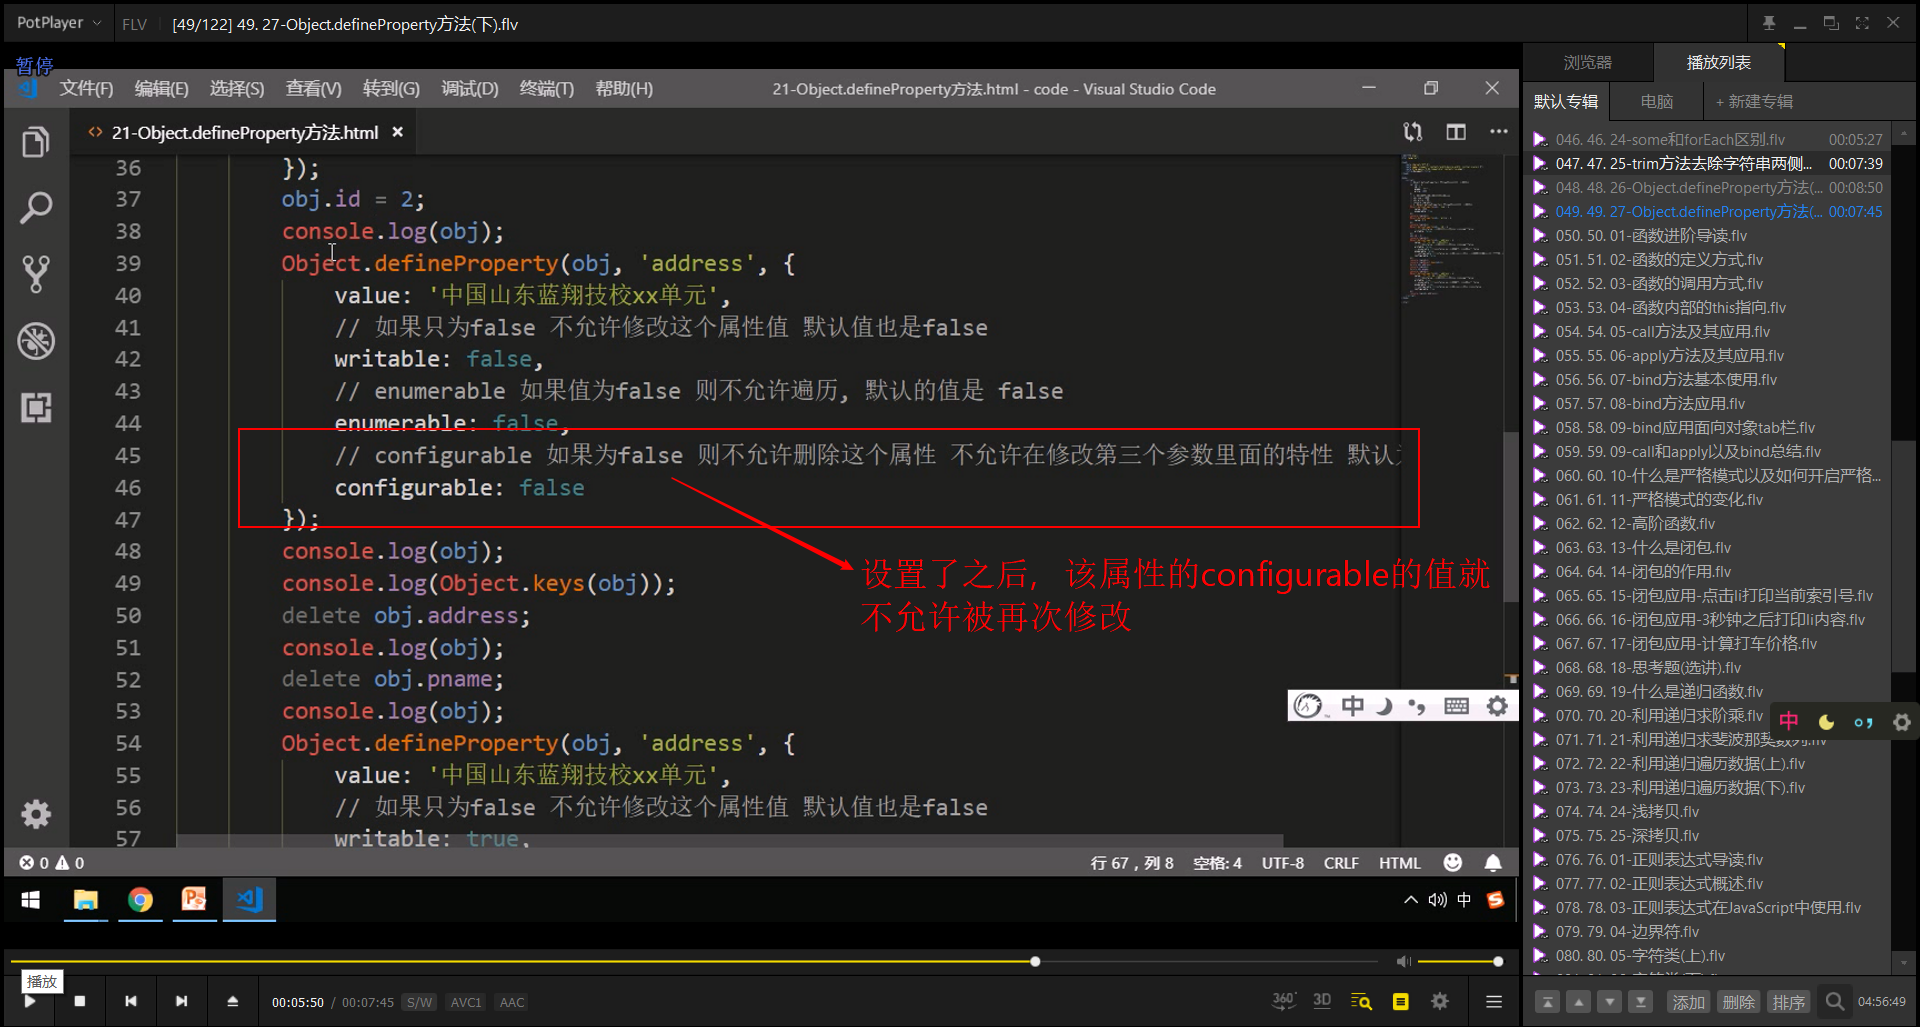 PotPlayer
FLV
[49/122] 49. 27-Object.defineProperty方法(下).flv
暂停
文件(F) 编辑(E) 选择(S) 查看(V) 转到(G) 调试(D) 终端(T) 帮助(H)
21-Object.defineProperty方法.html - code - Visual Studio Code
21-Object.defineProperty方法.html
36 });
37 obj.id = 2;
38 console.log(obj);
39 Object.defineProperty(obj, 'address', {
40 value: '中国山东蓝翔技校xx单元',
41 // 如果只为false 不允许修改这个属性值 默认值也是false
42 writable: false,
43 // enumerable 如果值为false 则不允许遍历, 默认的值是 false
44 enumerable: false,
45 // configurable 如果为false 则不允许删除这个属性 不允许在修改第三个参数里面的特性 默认
46 configurable: false
47 });
48 console.log(obj);
49 console.log(Object.keys(obj));
50 delete obj.address;
51 console.log(obj);
52 delete obj.pname;
53 console.log(obj);
54 Object.defineProperty(obj, 'address', {
55 value: '中国山东蓝翔技校xx单元',
56 // 如果只为false 不允许修改这个属性值 默认值也是false
57 writable: true,
设置了之后，该属性的configurable的值就
不允许被再次修改
中
0 0
行 67，列 8 空格: 4 UTF-8 CRLF HTML
中
播放
00:05:50 / 00:07:45 S/W AVC1 AAC
360° 3D
浏览器 播放列表
默认专辑 电脑 + 新建专辑
046. 46. 24-some和forEach区别.flv 00:05:27
047. 47. 25-trim方法去除字符串两侧... 00:07:39
048. 48. 26-Object.defineProperty方法(... 00:08:50
049. 49. 27-Object.defineProperty方法(... 00:07:45
050. 50. 01-函数进阶导读.flv
051. 51. 02-函数的定义方式.flv
052. 52. 03-函数的调用方式.flv
053. 53. 04-函数内部的this指向.flv
054. 54. 05-call方法及其应用.flv
055. 55. 06-apply方法及其应用.flv
056. 56. 07-bind方法基本使用.flv
057. 57. 08-bind方法应用.flv
058. 58. 09-bind应用面向对象tab栏.flv
059. 59. 09-call和apply以及bind总结.flv
060. 60. 10-什么是严格模式以及如何开启严格...
061. 61. 11-严格模式的变化.flv
062. 62. 12-高阶函数.flv
063. 63. 13-什么是闭包.flv
064. 64. 14-闭包的作用.flv
065. 65. 15-闭包应用-点击li打印当前索引号.flv
066. 66. 16-闭包应用-3秒钟之后打印li内容.flv
067. 67. 17-闭包应用-计算打车价格.flv
068. 68. 18-思考题(选讲).flv
069. 69. 19-什么是递归函数.flv
070. 70. 20-利用递归求阶乘.flv
中
071. 71. 21-利用递归求斐波那契数列.flv
072. 72. 22-利用递归遍历数据(上).flv
073. 73. 23-利用递归遍历数据(下).flv
074. 74. 24-浅拷贝.flv
075. 75. 25-深拷贝.flv
076. 76. 01-正则表达式导读.flv
077. 77. 02-正则表达式概述.flv
078. 78. 03-正则表达式在JavaScript中使用.flv
079. 79. 04-边界符.flv
080. 80. 05-字符类(上).flv
添加 删除 排序 04:56:49